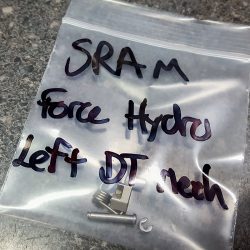 SRAM
Force Hydro
Left DT Mech